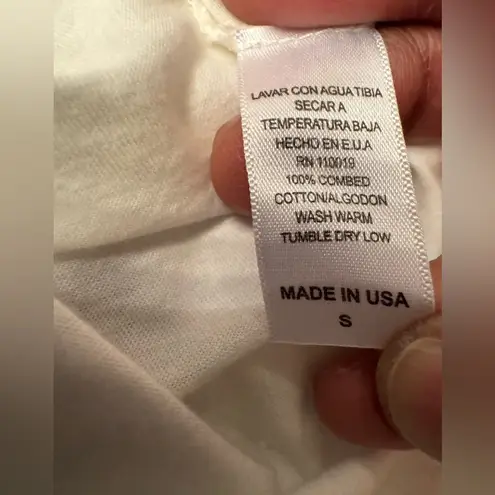 LAVAR CON AGUA TIBIA
SECAR A
TEMPERATURA BAJA
HECHO EN E.U.A
RN 110019
100% COMBED
COTTON/ALGODON
WASH WARM
TUMBLE DRY LOW
MADE IN USA
S